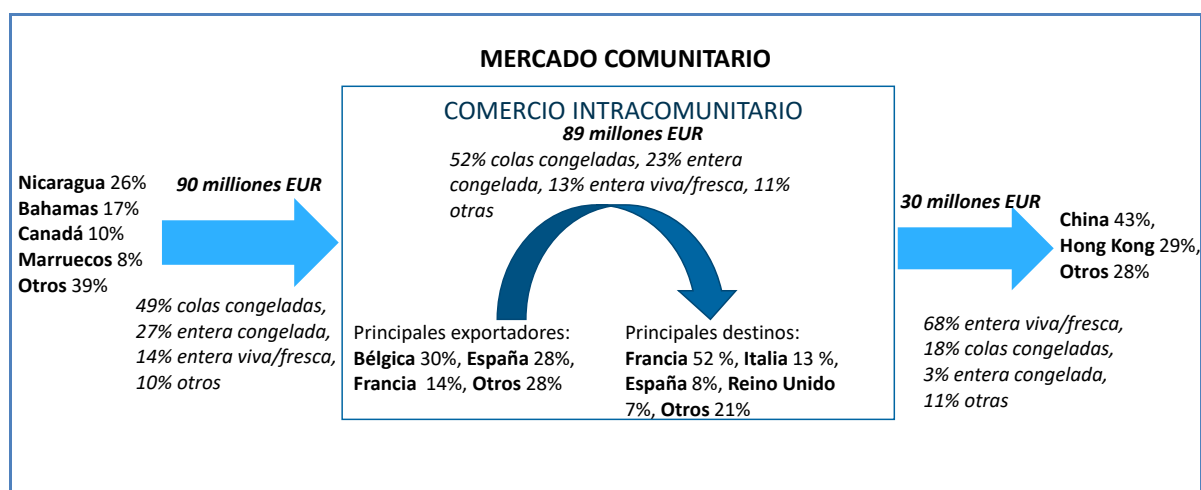 MERCADO COMUNITARIO
COMERCIO INTRACOMUNITARIO
89 millones EUR
52% colas congeladas, 23% entera
congelada, 13% entera viva/fresca, 11%
otras
Nicaragua 26%
Bahamas 17%
Canadá 10%
Marruecos 8%
Otros 39%
90 milliones EUR
49% colas congeladas,
27% entera congelada,
14% entera viva/fresca,
10% otros
Principales exportadores:
Bélgica 30%, España 28%,
Francia 14%, Otros 28%
Principales destinos:
Francia 52 %, Italia 13 %,
España 8%, Reino Unido
7%, Otros 21%
30 millones EUR
China 43%,
Hong Kong 29%,
Otros 28%
68% entera viva/fresca,
18% colas congeladas,
3% entera congelada,
11% otras